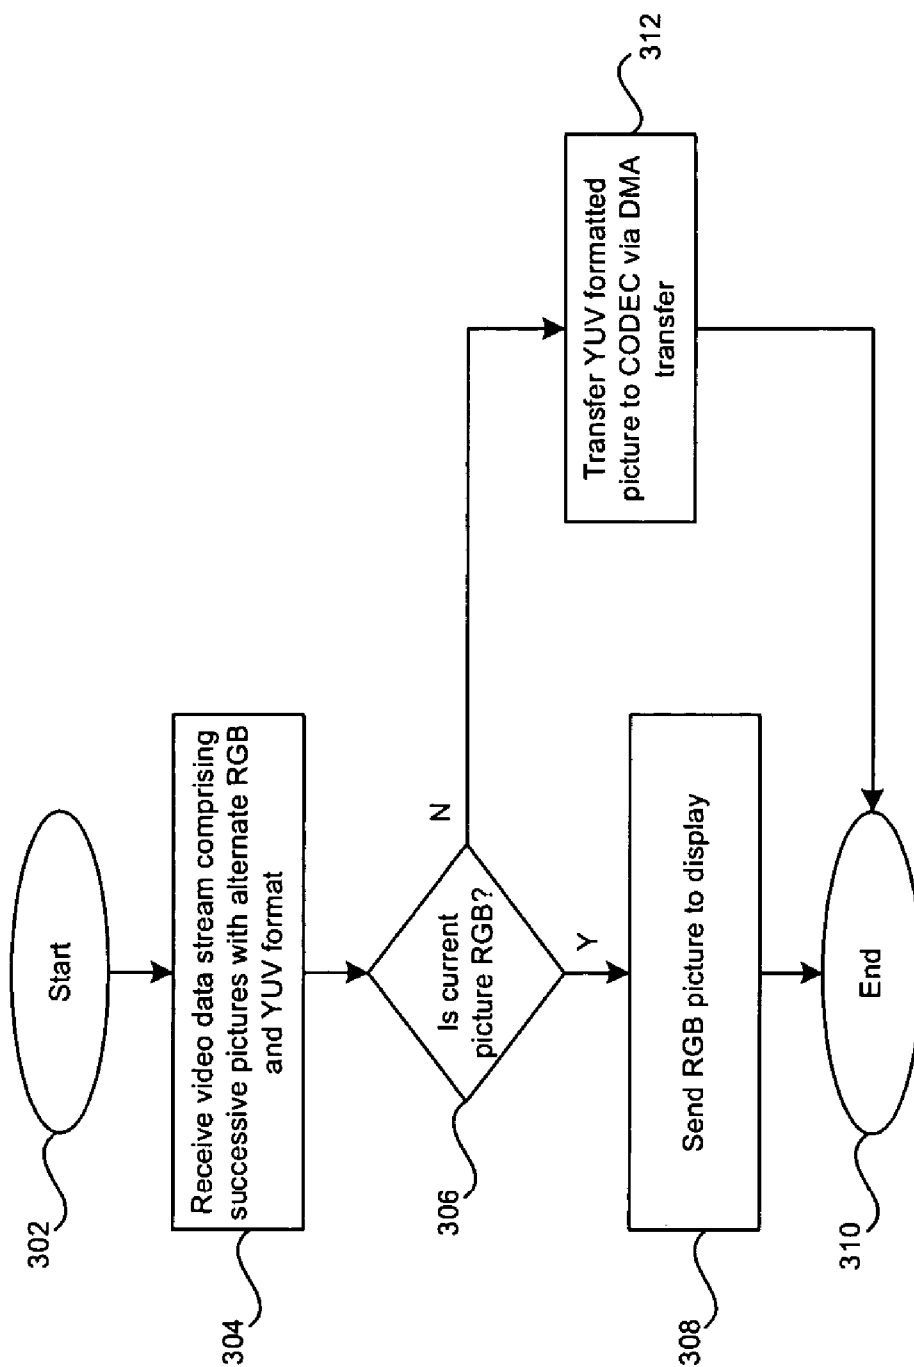 Start
302
Receive video data stream comprising
successive pictures with alternate RGB
and YUV format
304
Is current
picture RGB?
306
N
Y
Transfer YUV formatted
picture to CODEC via DMA
transfer
312
Send RGB picture to display
308
End
310